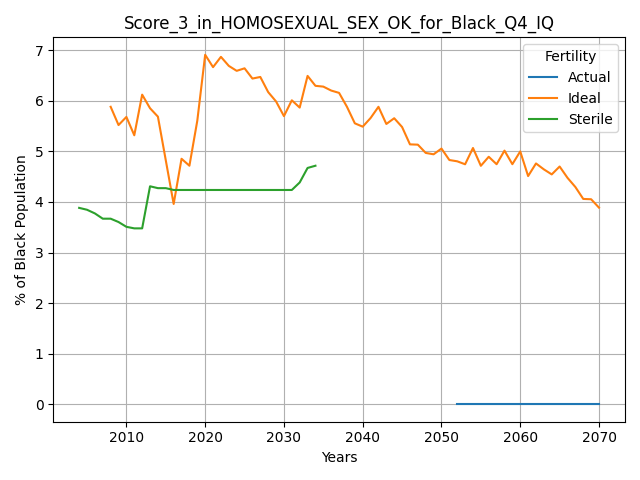 Score_3_in_HOMOSEXUAL_SEX_OK_for_Black_Q4_IQ
Fertility
Actual
Ideal
Sterile
% of Black Population
7
6
5
4
3
2
1
0
2010 2020 2030 2040 2050 2060 2070
Years